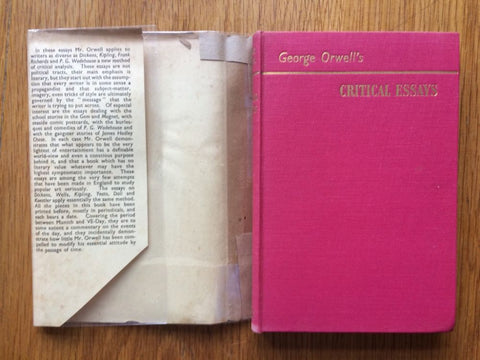 In these essays Mr. Orwell applies to
writers as diverse as Dickens, Kipling, Frank
Richards and P. G. Wodehouse a new method
of critical analysis. These essays are not
political tracts, their main emphasis is
literary, but they start out with the assump-
tion that every writer is in some sense a
propagandist and that subject-matter,
imagery, even tricks of style are ultimately
governed by the "message" that the
writer is trying to put across. Of especial
interest are the essays dealing with the
school stories in the Gem and Magnet, with
seaside comic postcards, with the burles-
ques and comedies of P. G. Wodehouse and
with the gangster stories of James Hadley
Chase. In each case Mr. Orwell demon-
strates that what appears to be the very
lightest of entertainment has a definable
world-view and even a conscious purpose
behind it, and that a book which has no
literary value whatever may have the
highest symptomatic importance. These
essays are among the very few attempts
that have been made in England to study
popular art seriously. The essays on
Dickens, Wells, Kipling, Yeats, Dali and
Koestler apply essentially the same method.
All the pieces in this book have been
printed before, mostly in periodicals, and
each bears a date. Covering the period
between Munich and VE-Day, they are to
some extent a commentary on the events
of the day, and they incidentally demon-
strate how little Mr. Orwell has been com-
pelled to modify his essential attitude by
the passage of time.
George Orwell's
CRITICAL ESSAYS